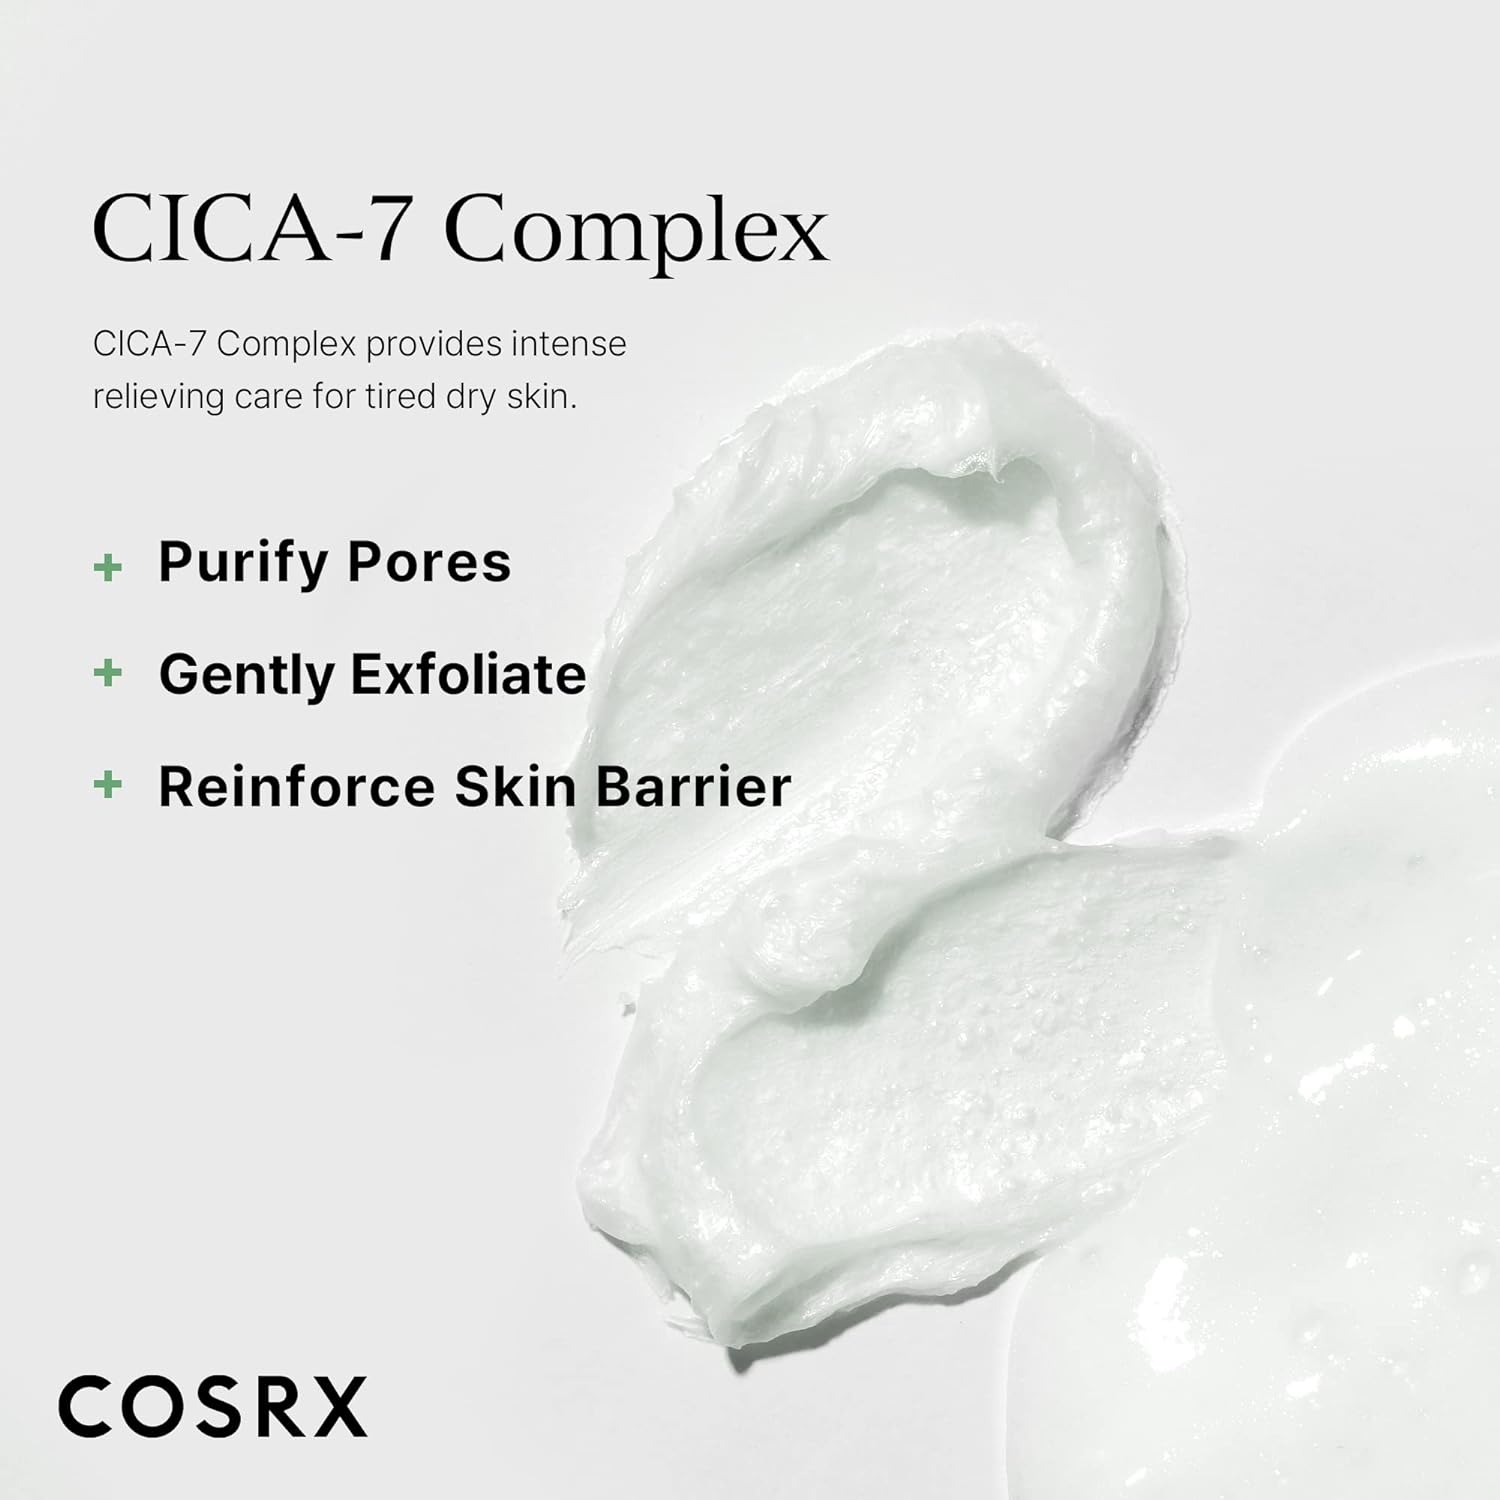 CICA-7 Complex
CICA-7 Complex provides intense
relieving care for tired dry skin.
+ Purify Pores
+ Gently Exfoliate
+ Reinforce Skin Barrier
COSRX